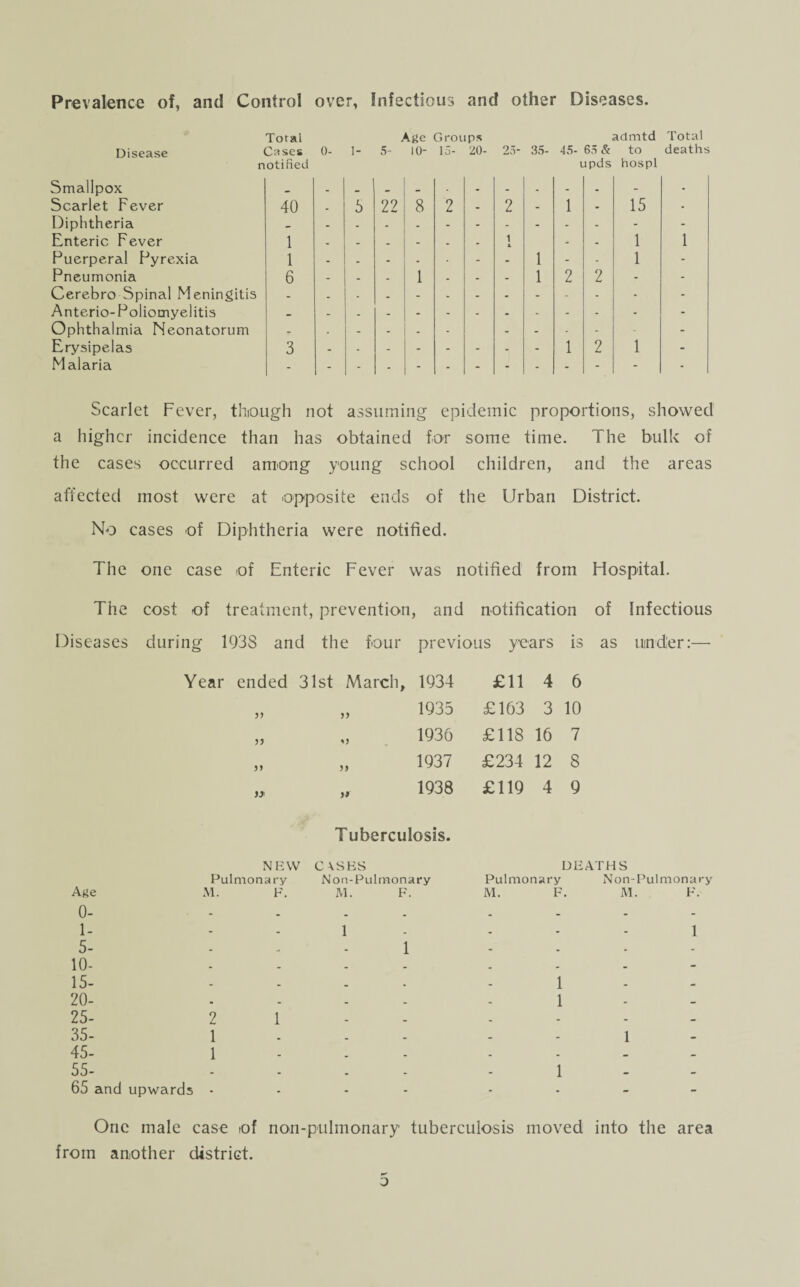 Prevalence of, and Control over, Infectious and other Diseases.
Disease Total Cases notified 0- 1- 5- Age Groups 10- 15- 20- 25- 35- 45- 65 & upds admtd to hospl Total deaths
Smallpox - - - - - - - - - - - - -
Scarlet Fever 40 - 5 22 8 2 - 2 - 1 - 15 -
Diphtheria - - - - - - - - - - - - -
Enteric Fever 1 - - - - - - 1 - - 1 1
Puerperal Pyrexia 1 - - - - - - - 1 - - 1 -
Pneumonia 6 - - - 1 - - - 1 2 2 - -
Cerebro Spinal Meningitis - - - - - - - - - - - - -
Anterio-Poliomyelitis - - - - - - - - - - - - -
Ophthalmia Neonatorum - - - - - - - - - - - -
Erysipelas 3 - - - - - - - - 1 2 1 -
Malaria - - - - - - - - - - - - -
Scarlet Fever, though not assuming epidemic proportions, showed
a higher incidence than has obtained for some time. The bulk of
the cases occurred among young school children, and the areas
affected most were at opposite ends of the Urban District.
No cases of Diphtheria were notified.
The one case of Enteric Fever was notified from Hospital.
The cost of treatment, prevention, and notification of Infectious
Diseases during 1938 and the four previous years is as under:—
Year ended 31st March, 1934 £11 4 6
„ „ 1935 £163 3 10
„ „ 1936 £118 16 7
„ „ 1937 £234 12 8
„ „ 1938 £119 4 9
Tuberculosis.
NEW CASES DEATHS
Pulmonary Non-Pulmonary Pulmonary Non-Pulmonary
Age M. F. M. F. M. F. M. F.
0- - - - - - - - -
1- - - 1 - - - - 1
5- - - - 1 - - - -
10- - - - - - - - -
15- - - - - - 1 - -
20- - - - - - 1 - -
25- 2 1 - - - - - -
35- 1 - - - - - 1 -
45- 1 - - - - - - -
55- - - - - - 1 - -
65 and upwards - - - - - - - -
One male case of non-pulmonary tuberculosis moved into the area
from another district.
5